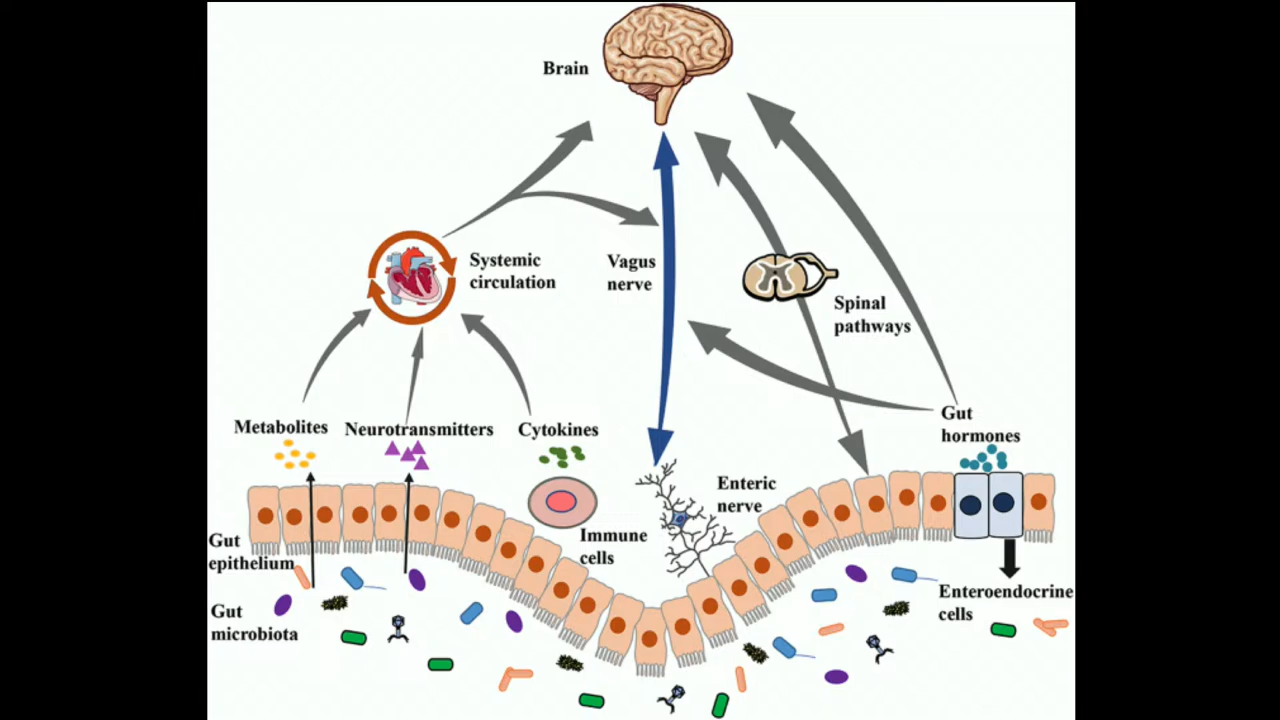 Brain
Systemic
circulation
Vagus
nerve
Spinal
pathways
Metabolites
Neurotransmitters
Cytokines
Gut
hormones
Enteric
nerve
Immune
cells
Gut
epithelium
Gut
microbiota
Enteroendocrine
cells